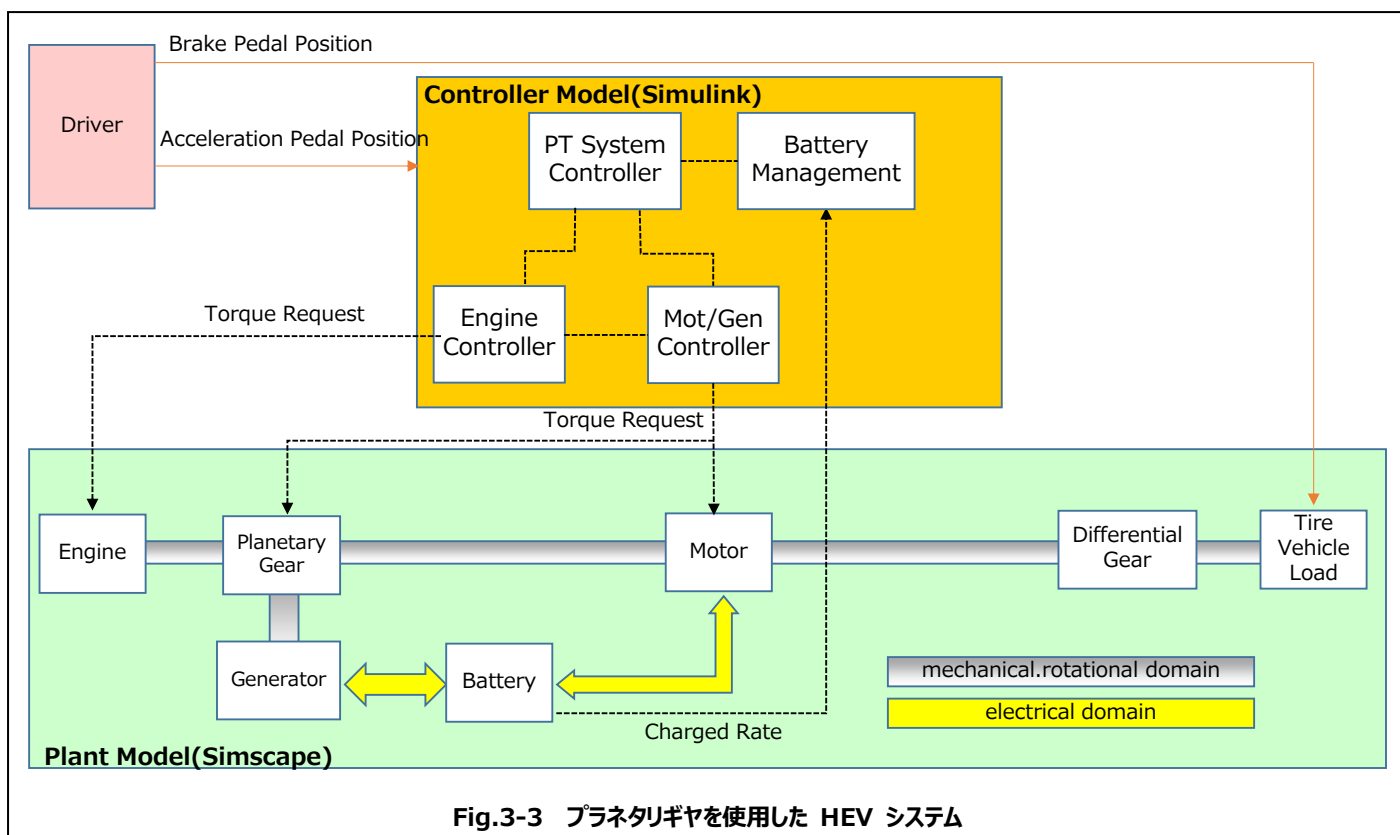 Brake Pedal Position
Driver
Acceleration Pedal Position
Controller Model(Simulink)
PT System
Controller
Battery
Management
Engine
Controller
Mot/Gen
Controller
Torque Request
Torque Request
Engine
Planetary
Gear
Motor
Differential
Gear
Tire
Vehicle
Load
Generator
Battery
Charged Rate
mechanical.rotational domain
electrical domain
Plant Model(Simscape)
Fig.3-3 プラネタリギヤを使用した HEV システム